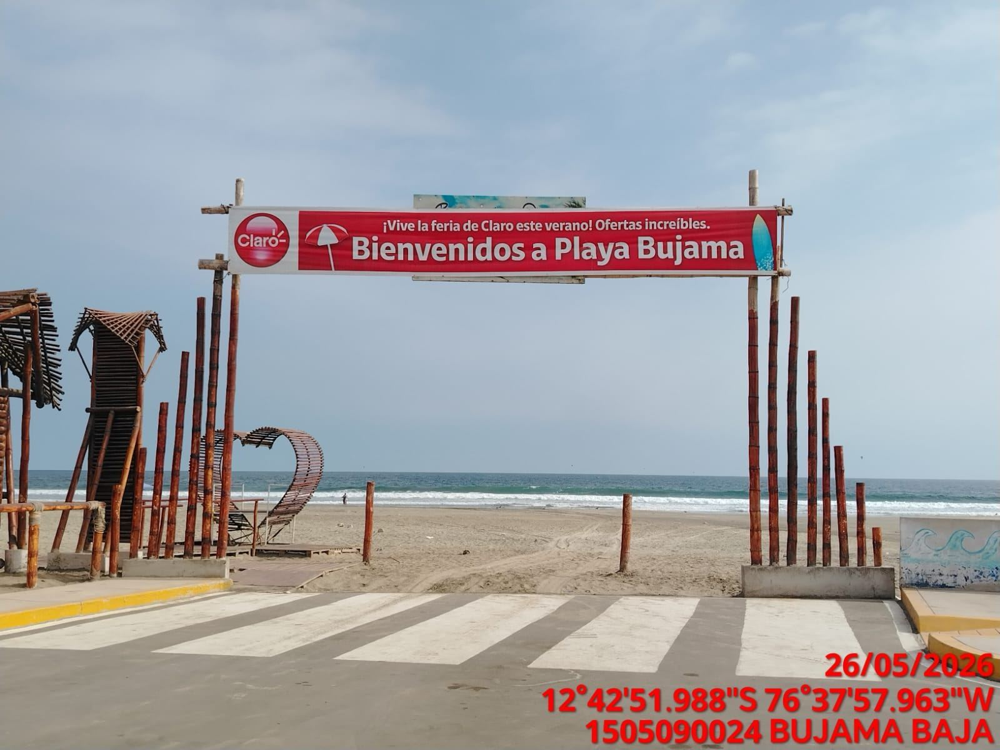 ¡Vive la feria de Claro este verano! Ofertas increíbles.
Claro
Bienvenidos a Playa Bujama
26/05/2026
12°42'51.988"S 76°37'57.963"W
1505090024 BUJAMA BAJA